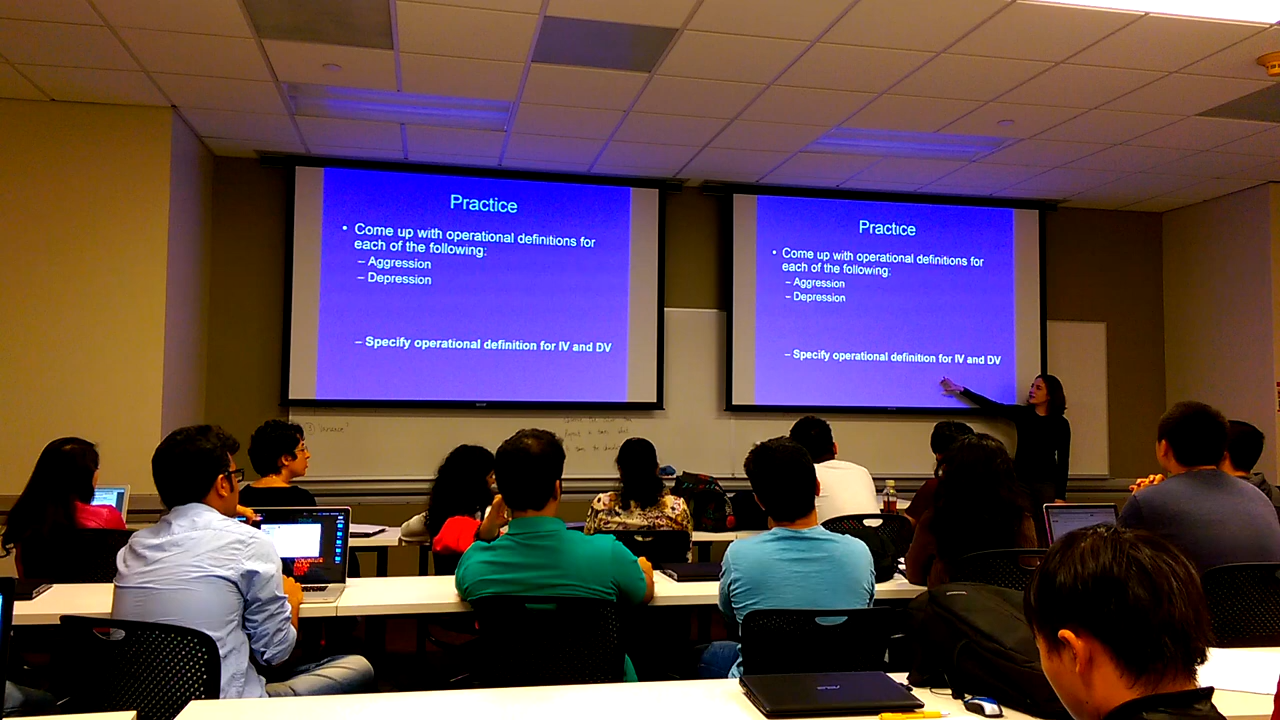 Practice
• Come up with operational definitions for
each of the following:
– Aggression
– Depression
– Specify operational definition for IV and DV
Practice
• Come up with operational definitions for
each of the following:
– Aggression
– Depression
– Specify operational definition for IV and DV
ASUS